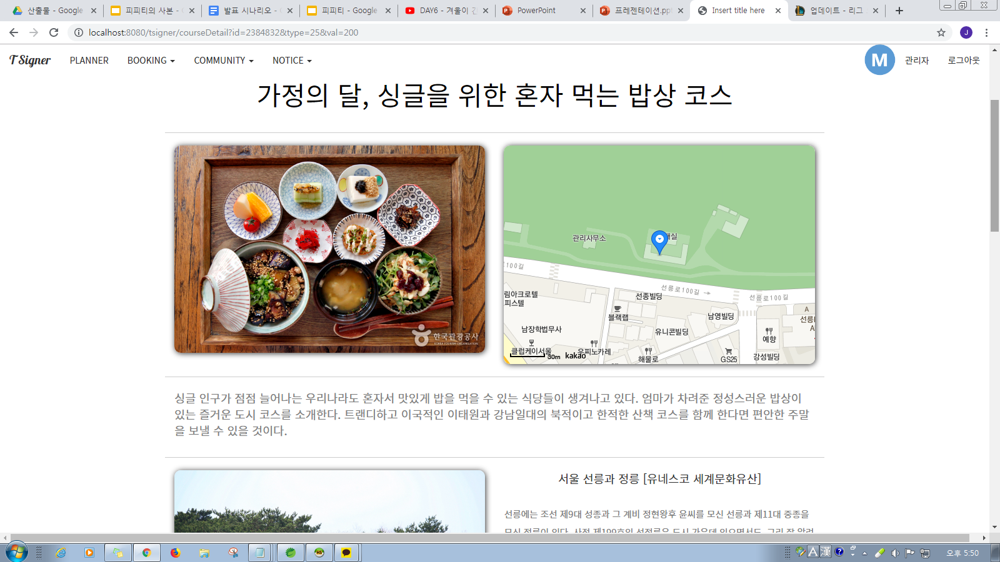 산출물 - Google
피피티의 사본 -
발표 시나리오 -
피피티 - Google
DAY6 - 겨울이 간
PowerPoint
프레젠테이션.pp
Insert title here
업데이트 - 리그
localhost:8080/tsigner/courseDetail?id=2384832&type=25&val=200
J
T Signer
PLANNER
BOOKING
COMMUNITY
NOTICE
M
관리자
로그아웃
가정의 달, 싱글을 위한 혼자 먹는 밥상 코스
한국관광공사
KOREA TOURISM ORGANIZATION
관리사무소
재실
100길
선릉로100길 →
선릉로100길
림아크로텔
피스텔
선종빌딩
블랙랩
남영빌딩
A
선릉
A
남장학법무사
유니콘빌딩
예향
클럽케이서울
30m
kakao
우찌노카레
해물로
GS25
강성빌딩
싱글 인구가 점점 늘어나는 우리나라도 혼자서 맛있게 밥을 먹을 수 있는 식당들이 생겨나고 있다. 엄마가 차려준 정성스러운 밥상이
있는 즐거운 도시 코스를 소개한다. 트랜디하고 이국적인 이태원과 강남일대의 북적이고 한적한 산책 코스를 함께 한다면 편안한 주말
을 보낼 수 있을 것이다.
서울 선릉과 정릉 [유네스코 세계문화유산]
선릉에는 조선 제9대 성종과 그 계비 정현왕후 윤씨를 모신 선릉과 제11대 중종을
모신 정릉이 있다. 사적 제199호인 선정릉은 도시 가운데 있으면서도, 그리 잘 알려
A
漢
오후 5:50